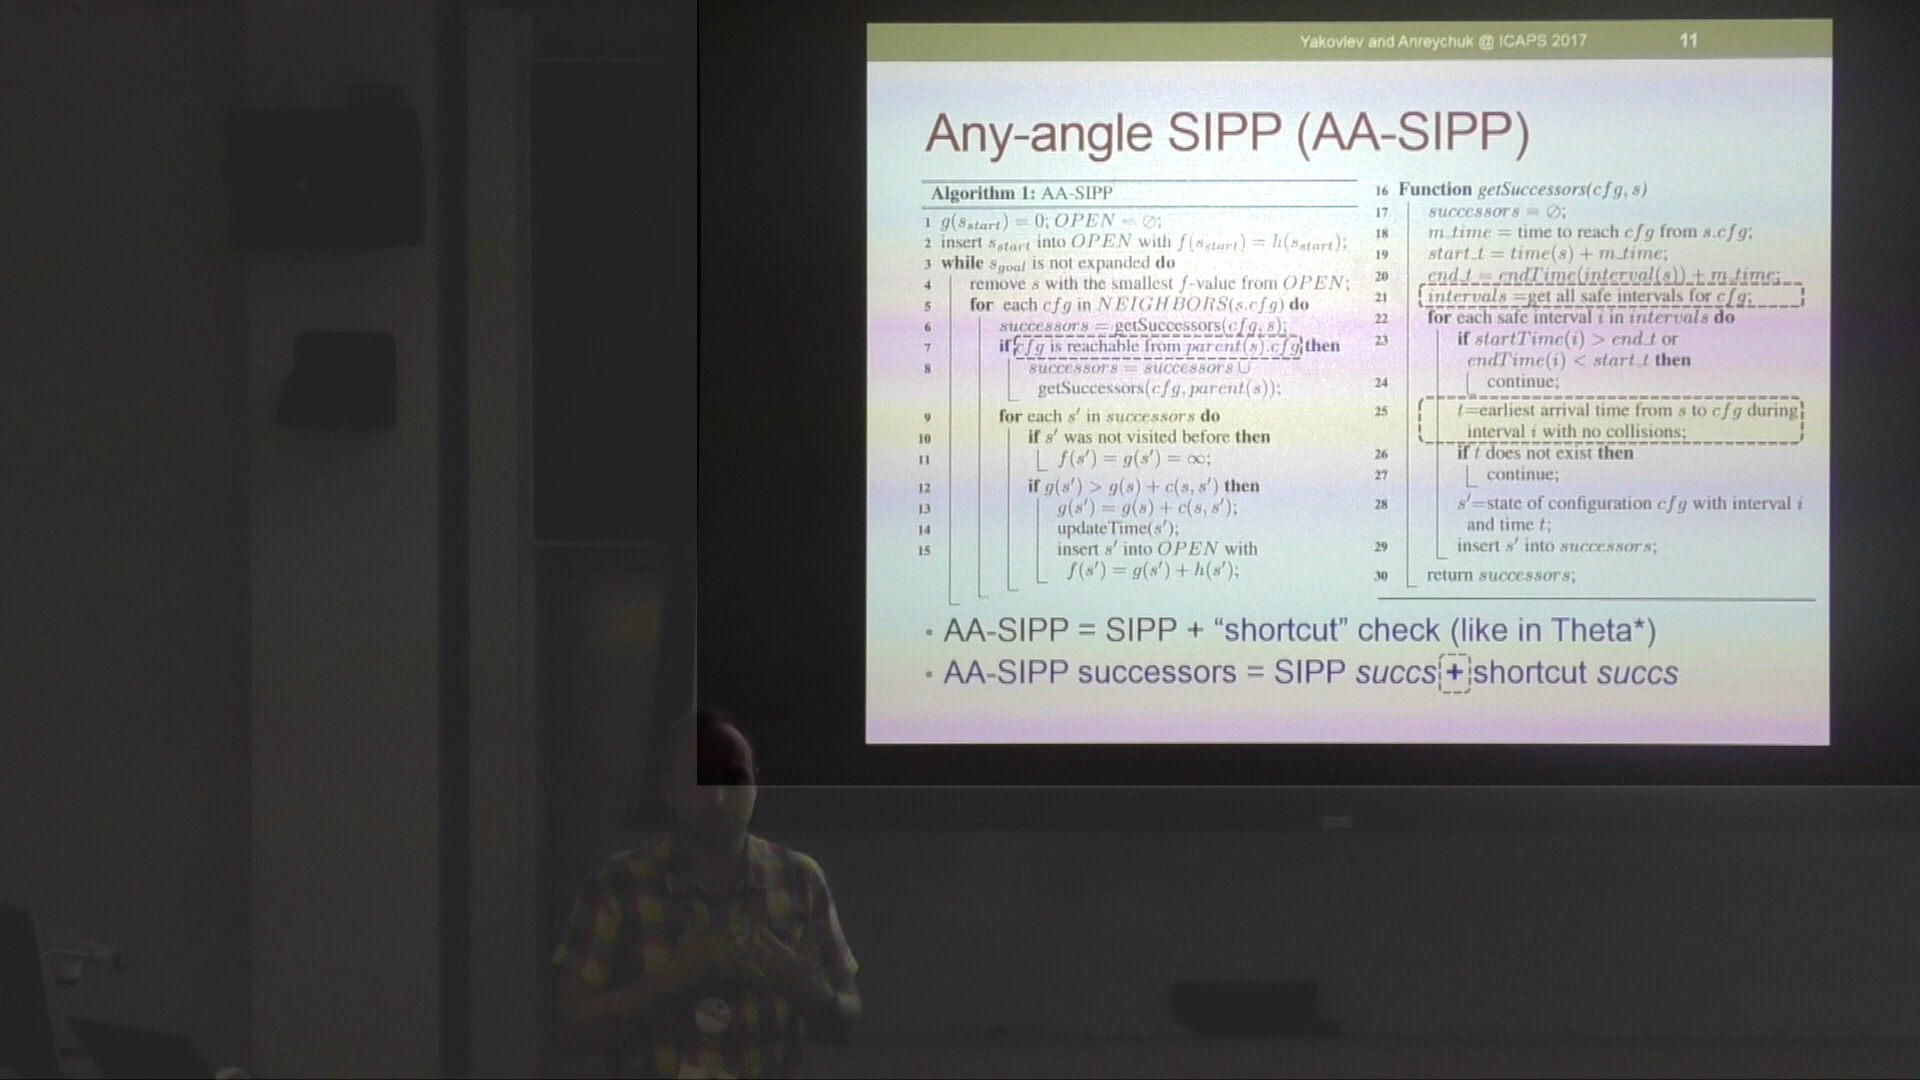 Yakovlev and Anreychuk @ ICAPS 2017 11
Any-angle SIPP (AA-SIPP)
Algorithm 1: AA-SIPP
1 g(s_start) = 0; OPEN = ∅;
2 insert s_start into OPEN with f(s_start) = h(s_start);
3 while s_goal is not expanded do
4 remove s with the smallest f-value from OPEN;
5 for each cfg in NEIGHBORS(s.cfg) do
6 successors = getSuccessors(cfg, s);
7 if cfg is reachable from parent(s).cfg then
8 successors = successors ∪
getSuccessors(cfg, parent(s));
9 for each s' in successors do
10 if s' was not visited before then
11 f(s') = g(s') = ∞;
12 if g(s') > g(s) + c(s, s') then
13 g(s') = g(s) + c(s, s');
14 updateTime(s');
15 insert s' into OPEN with
f(s') = g(s') + h(s');
16 Function getSuccessors(cfg, s)
17 successors = ∅;
18 m_time = time to reach cfg from s.cfg;
19 start_t = time(s) + m_time;
20 end_t = endTime(interval(s)) + m_time;
21 intervals =get all safe intervals for cfg;
22 for each safe interval i in intervals do
23 if startTime(i) > end_t or
endTime(i) < start_t then
24 continue;
25 t=earliest arrival time from s to cfg during
interval i with no collisions;
26 if t does not exist then
27 continue;
28 s'=state of configuration cfg with interval i
and time t;
29 insert s' into successors;
30 return successors;
• AA-SIPP = SIPP + “shortcut” check (like in Theta*)
• AA-SIPP successors = SIPP succs + shortcut succs